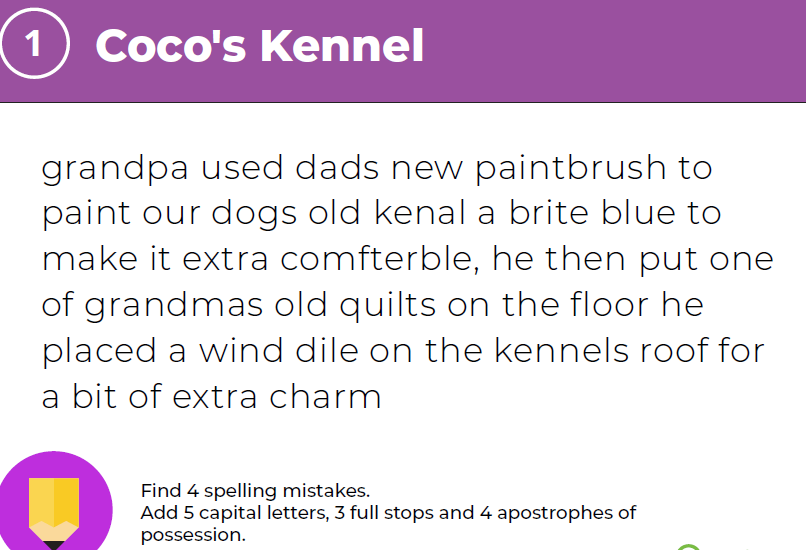 1
Coco's Kennel
grandpa used dads new paintbrush to
paint our dogs old kenal a brite blue to
make it extra comfterble, he then put one
of grandmas old quilts on the floor he
placed a wind dile on the kennels roof for
a bit of extra charm
Find 4 spelling mistakes.
Add 5 capital letters, 3 full stops and 4 apostrophes of
possession.